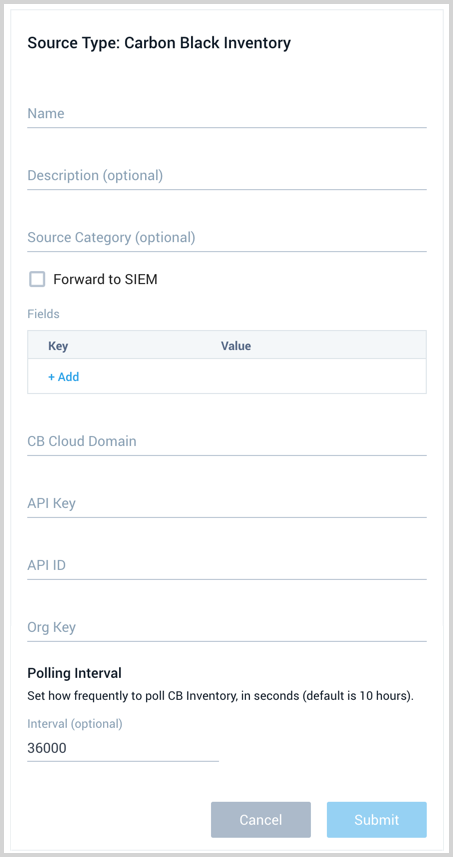 Source Type: Carbon Black Inventory
Name
Description (optional)
Source Category (optional)
Forward to SIEM
Fields
Key Value
+ Add
CB Cloud Domain
API Key
API ID
Org Key
Polling Interval
Set how frequently to poll CB Inventory, in seconds (default is 10 hours).
Interval (optional)
36000
Cancel Submit